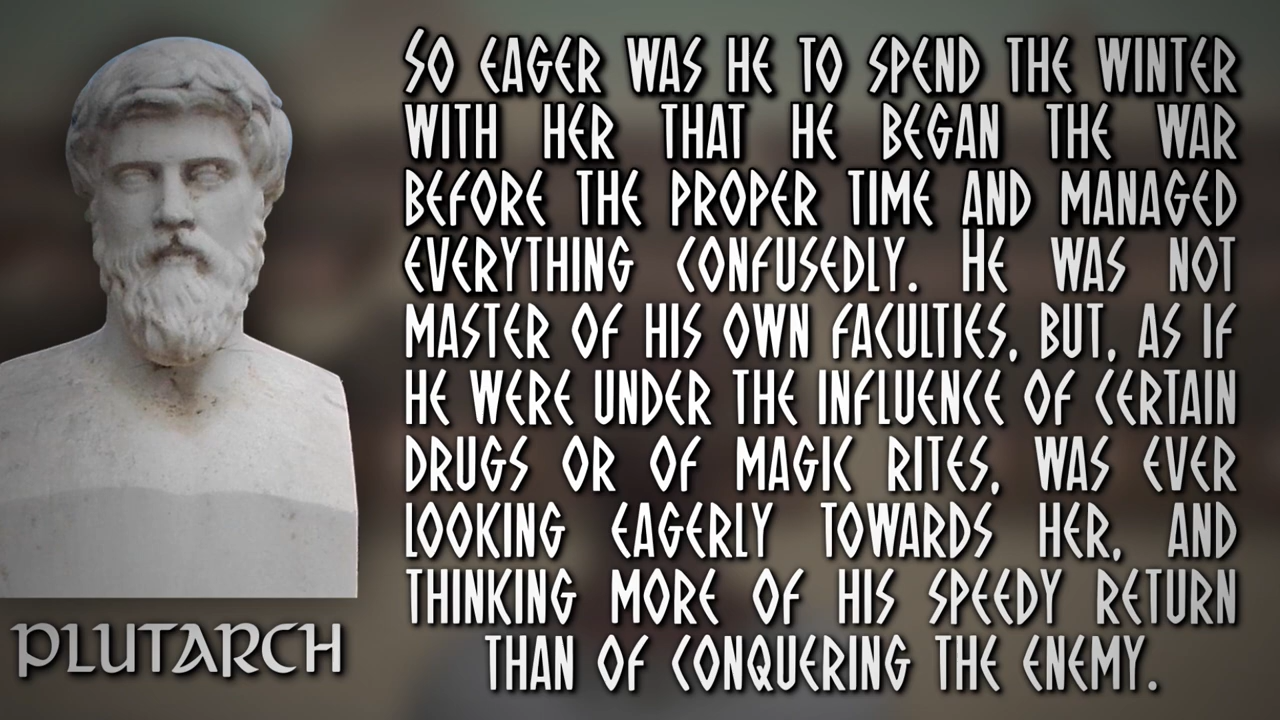 So eager was he to spend the winter
with her that he began the war
before the proper time and managed
everything confusedly. He was not
master of his own faculties, but, as if
he were under the influence of certain
drugs or of magic rites, was ever
looking eagerly towards her, and
thinking more of his speedy return
than of conquering the enemy.
Plutarch